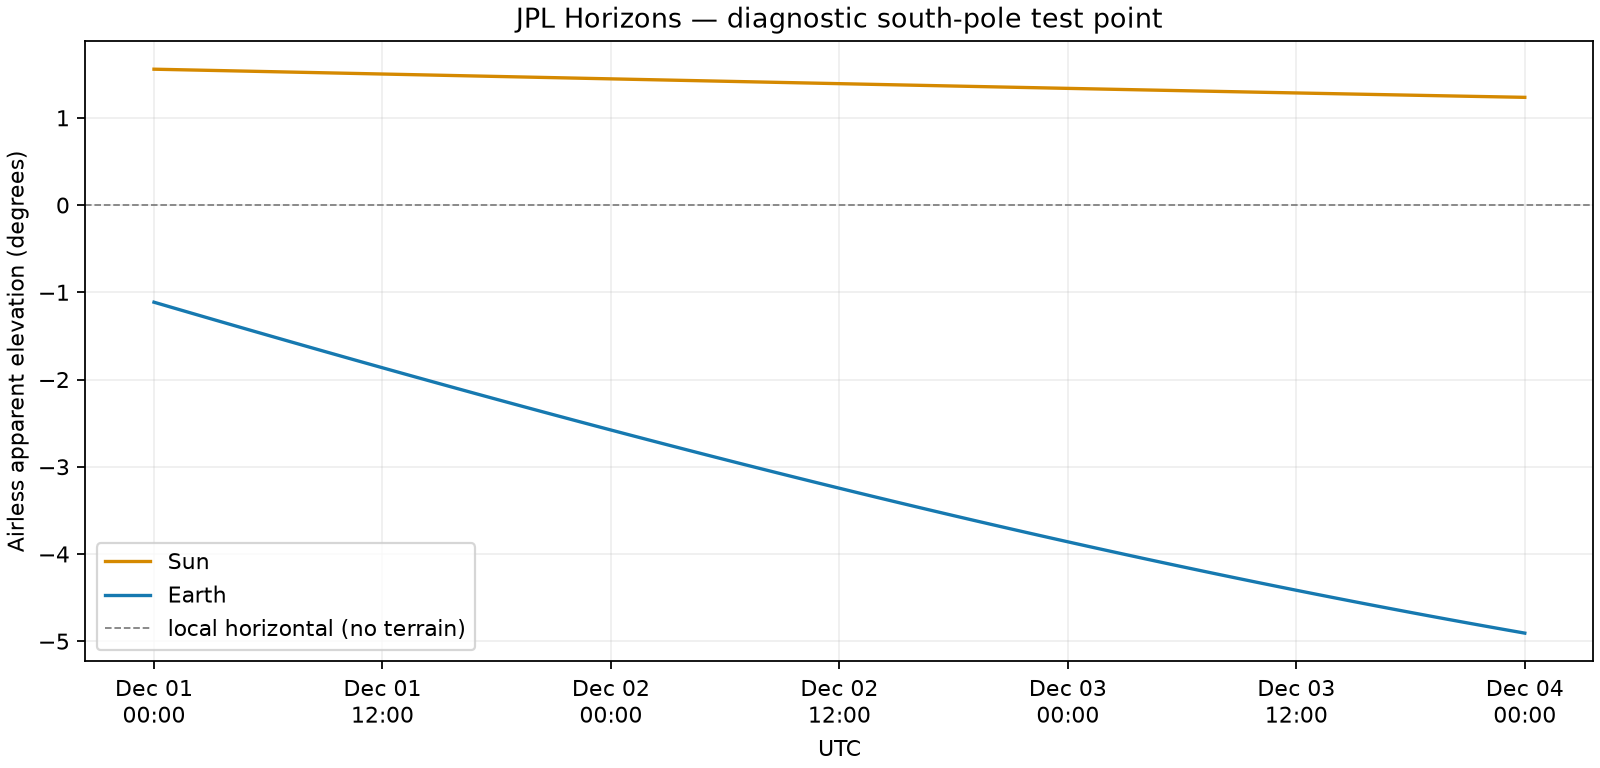 JPL Horizons — diagnostic south-pole test point
Airless apparent elevation (degrees)
1
0
−1
−2
−3
−4
−5
Sun
Earth
local horizontal (no terrain)
Dec 01
00:00
Dec 01
12:00
Dec 02
00:00
Dec 02
12:00
Dec 03
00:00
Dec 03
12:00
Dec 04
00:00
UTC